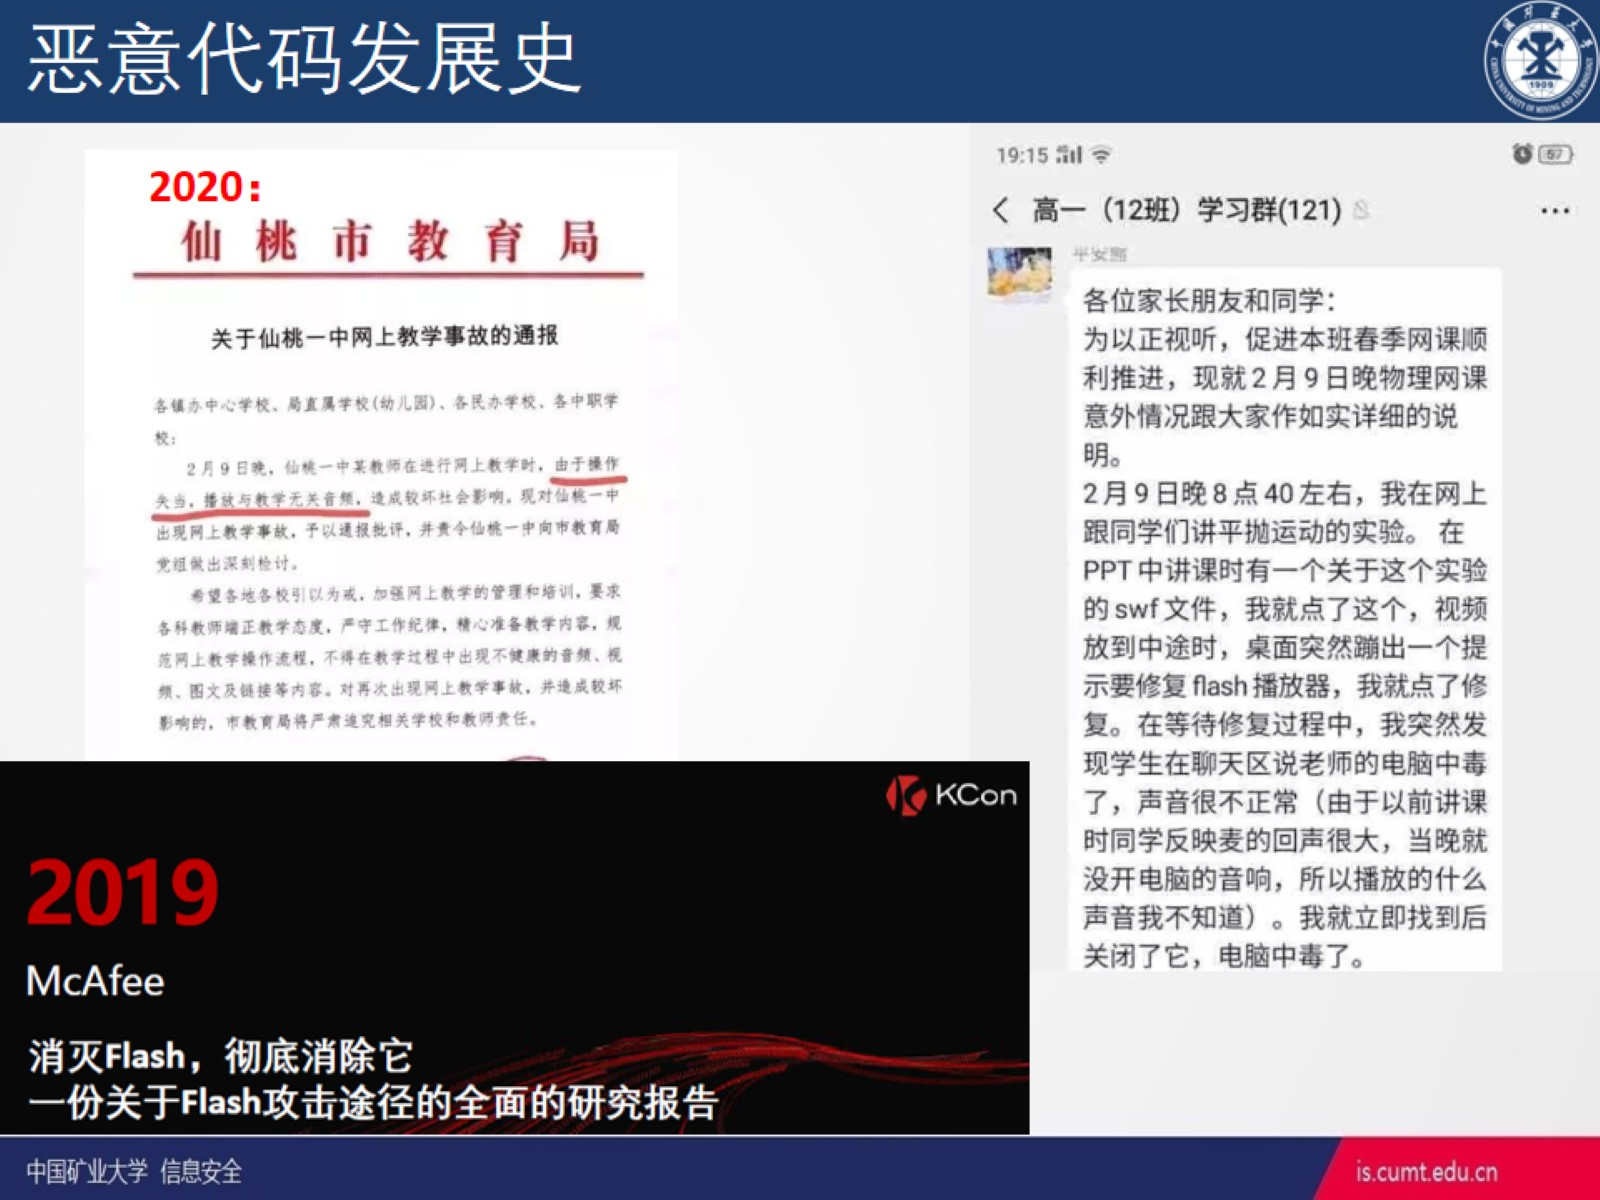 恶意代码发展史
2020：
仙桃市教育局
关于仙桃一中网上教学事故的通报
各镇办中心学校、局直属学校(幼儿园)、各民办学校、各中职学
校：
2月9日晚，仙桃一中某教师在进行网上教学时，由于操作
失当，播放与教学无关音频，造成较坏社会影响。现对仙桃一中
出现网上教学事故，予以通报批评，并责令仙桃一中向市教育局
党组做出深刻检讨。
希望各地各校引以为戒，加强网上教学的管理和培训，要求
各科教师端正教学态度，严守工作纪律，精心准备教学内容，规
范网上教学操作流程，不得在教学过程中出现不健康的音频、视
频、图文及链接等内容。对再次出现网上教学事故，并造成较坏
影响的，市教育局将严肃追究相关学校和教师责任。
19:15
67
高一（12班）学习群(121)
平安熊
各位家长朋友和同学：
为以正视听，促进本班春季网课顺
利推进，现就2月9日晚物理网课
意外情况跟大家作如实详细的说
明。
2月9日晚8点40左右，我在网上
跟同学们讲平抛运动的实验。 在
PPT中讲课时有一个关于这个实验
的swf文件，我就点了这个，视频
放到中途时，桌面突然蹦出一个提
示要修复flash播放器，我就点了修
复。在等待修复过程中，我突然发
现学生在聊天区说老师的电脑中毒
了，声音很不正常（由于以前讲课
时同学反映麦的回声很大，当晚就
没开电脑的音响，所以播放的什么
声音我不知道）。我就立即找到后
关闭了它，电脑中毒了。
KCon
2019
McAfee
消灭Flash，彻底消除它
一份关于Flash攻击途径的全面的研究报告
中国矿业大学 信息安全
is.cumt.edu.cn